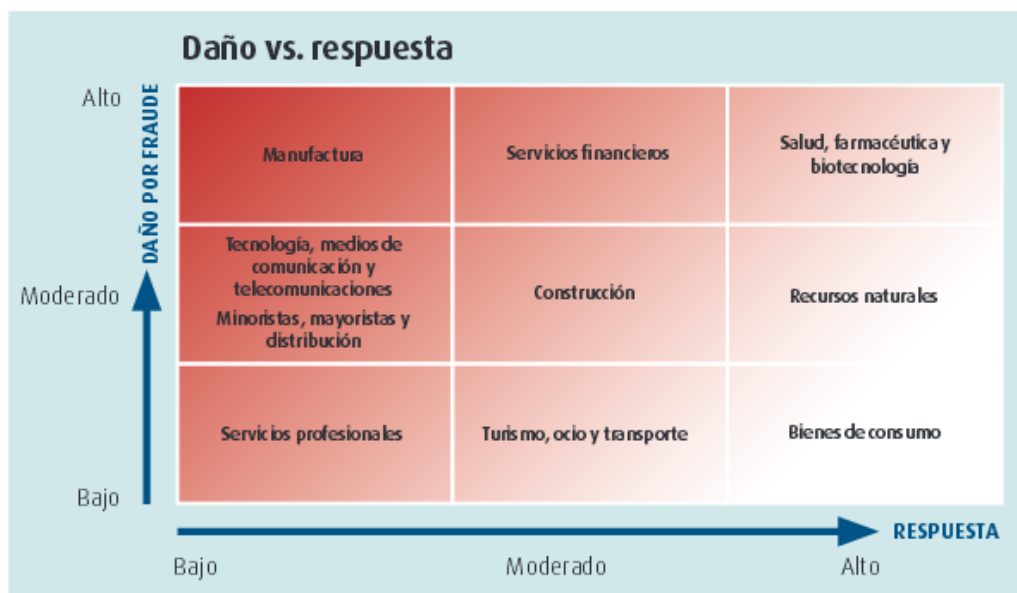 Daño vs. respuesta
Alto
DAÑO POR FRAUDE
Manufactura
Servicios financieros
Salud, farmacéutica y
biotecnología
Moderado
Tecnología, medios de
comunicación y
telecomunicaciones
Minoristas, mayoristas y
distribución
Construcción
Recursos naturales
Servicios profesionales
Turismo, ocio y transporte
Bienes de consumo
Bajo
RESPUESTA
Bajo
Moderado
Alto